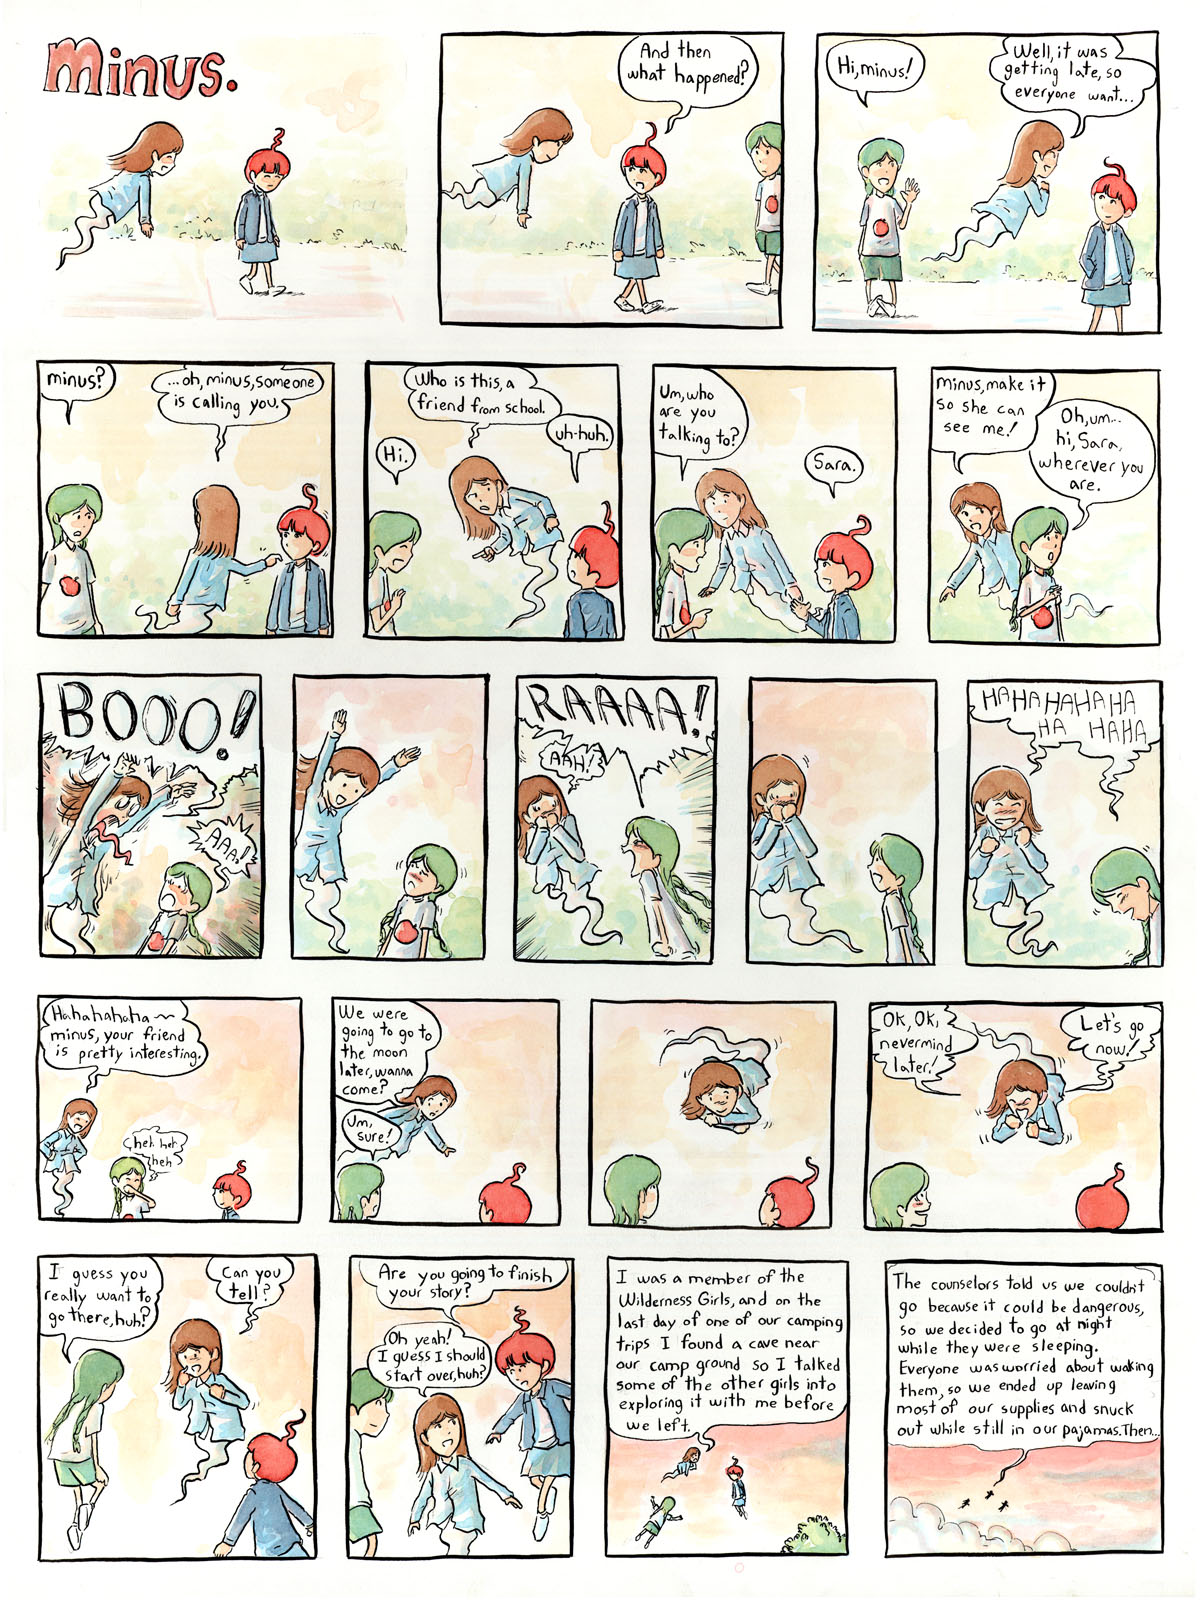 Minus.
And then
what happened?
Hi, minus!
Well, it was
getting late, so
everyone want...
minus?
...oh, minus, someone
is calling you.
Who is this, a
friend from school.
Hi.
uh-huh.
Um, who
are you
talking to?
Sara.
minus, make it
so she can
see me!
Oh, um...
hi, Sara,
wherever you
are.
BOOO!
AAA!
RAAAA!
AAH!
HAHAHAHAHA
HA HAHA
Hahahahaha~
minus, your friend
is pretty interesting.
heh heh
heh
We were
going to go to
the moon
later, wanna
come?
Um,
sure!
OK, OK,
nevermind
later!
Let's go
now!
I guess you
really want to
go there, huh?
Can you
tell?
Are you going to finish
your story?
Oh yeah!
I guess I should
start over, huh?
I was a member of the
Wilderness Girls, and on the
last day of one of our camping
trips I found a cave near
our camp ground so I talked
some of the other girls into
exploring it with me before
we left.
The counselors told us we couldnt
go because it could be dangerous,
so we decided to go at night
while they were sleeping.
Everyone was worried about waking
them, so we ended up leaving
most of our supplies and snuck
out while still in our pajamas. Then...